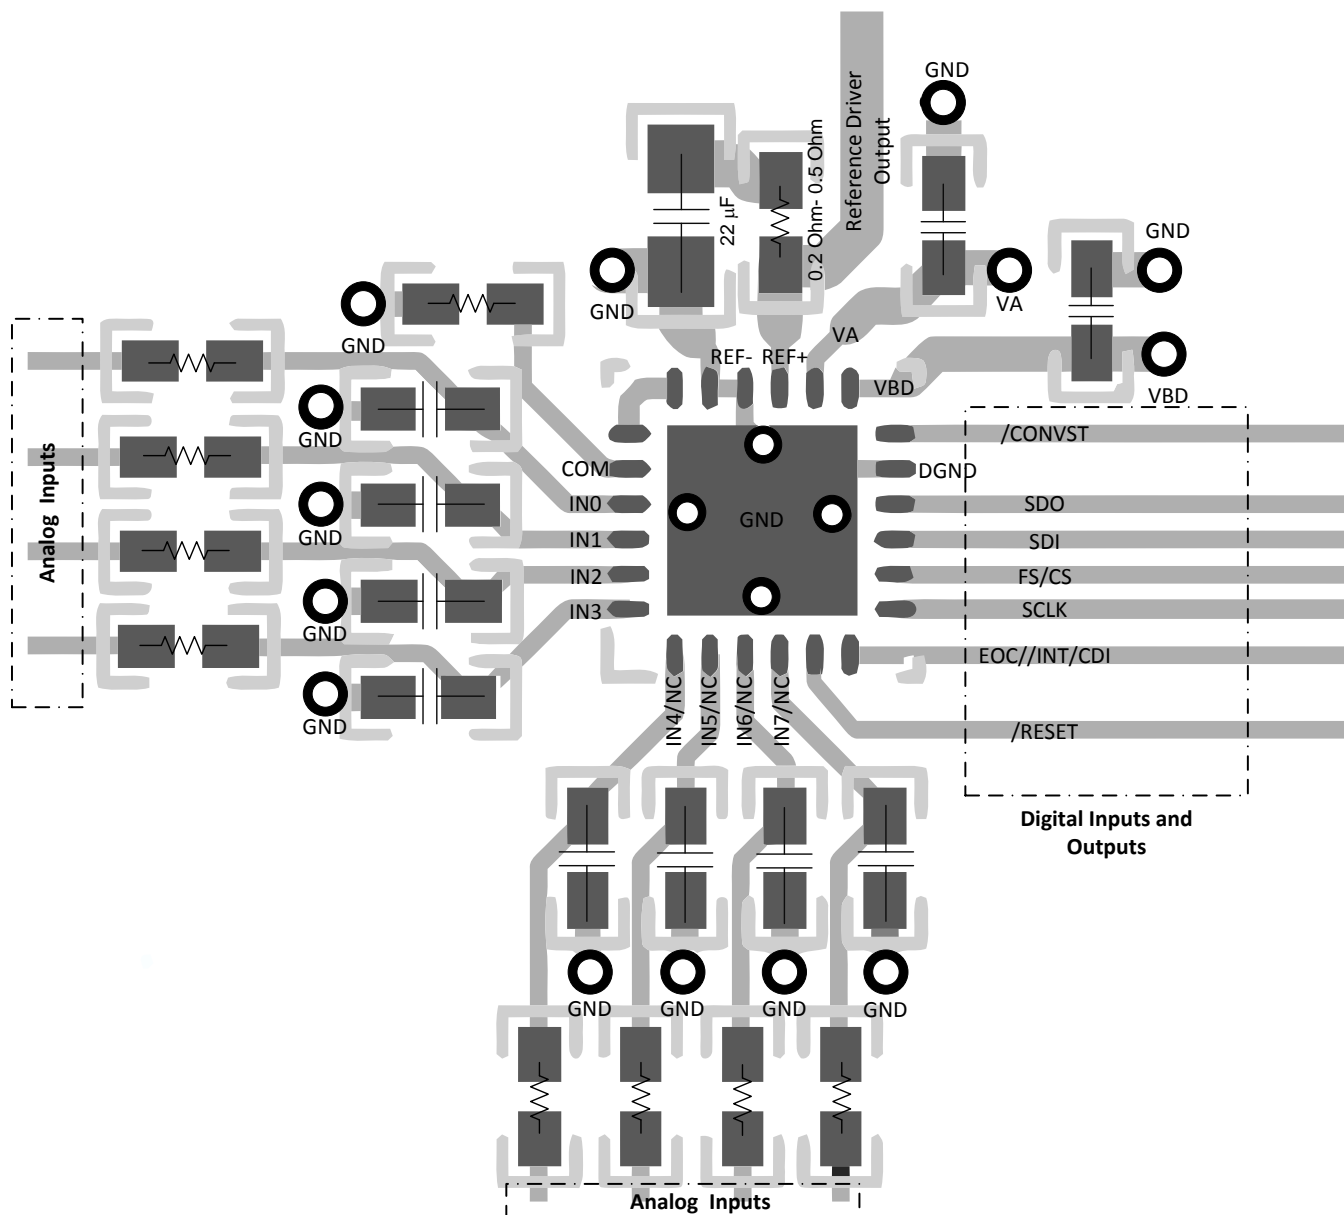 GND
Reference Driver
Output
0.2 Ohm- 0.5 Ohm
22 µF
GND
GND
VA
GND
VA
REF- REF+
VBD
VBD
GND
/CONVST
COM
DGND
GND
IN0
SDO
IN1
GND
SDI
IN2
FS/CS
IN3
SCLK
GND
GND
EOC//INT/CDI
IN4/NC
IN5/NC
IN6/NC
IN7/NC
/RESET
Analog Inputs
Digital Inputs and
Outputs
GND
GND
GND
GND
GND
Analog Inputs